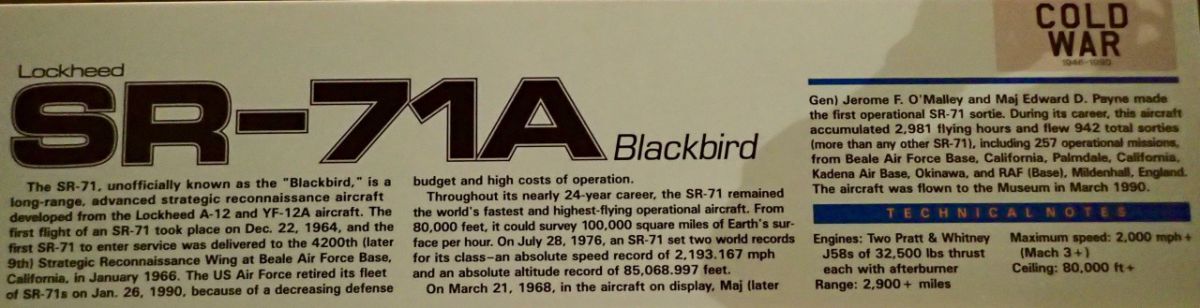 COLD
WAR
1946-1990
Lockheed
SR-71A
Blackbird
The SR-71, unofficially known as the "Blackbird," is a
long-range, advanced strategic reconnaissance aircraft
developed from the Lockheed A-12 and YF-12A aircraft. The
first flight of an SR-71 took place on Dec. 22, 1964, and the
first SR-71 to enter service was delivered to the 4200th (later
9th) Strategic Reconnaissance Wing at Beale Air Force Base,
California, in January 1966. The US Air Force retired its fleet
of SR-71s on Jan. 26, 1990, because of a decreasing defense
budget and high costs of operation.
Throughout its nearly 24-year career, the SR-71 remained
the world's fastest and highest-flying operational aircraft. From
80,000 feet, it could survey 100,000 square miles of Earth's sur-
face per hour. On July 28, 1976, an SR-71 set two world records
for its class–an absolute speed record of 2,193.167 mph
and an absolute altitude record of 85,068.997 feet.
On March 21, 1968, in the aircraft on display, Maj (later
Gen) Jerome F. O'Malley and Maj Edward D. Payne made
the first operational SR-71 sortie. During its career, this aircraft
accumulated 2,981 flying hours and flew 942 total sorties
(more than any other SR-71), including 257 operational missions,
from Beale Air Force Base, California, Palmdale, California,
Kadena Air Base, Okinawa, and RAF (Base), Mildenhall, England.
The aircraft was flown to the Museum in March 1990.
TECHNICAL NOTES
Engines: Two Pratt & Whitney
J58s of 32,500 lbs thrust
each with afterburner
Range: 2,900+ miles
Maximum speed: 2,000 mph+
(Mach 3+)
Ceiling: 80,000 ft+